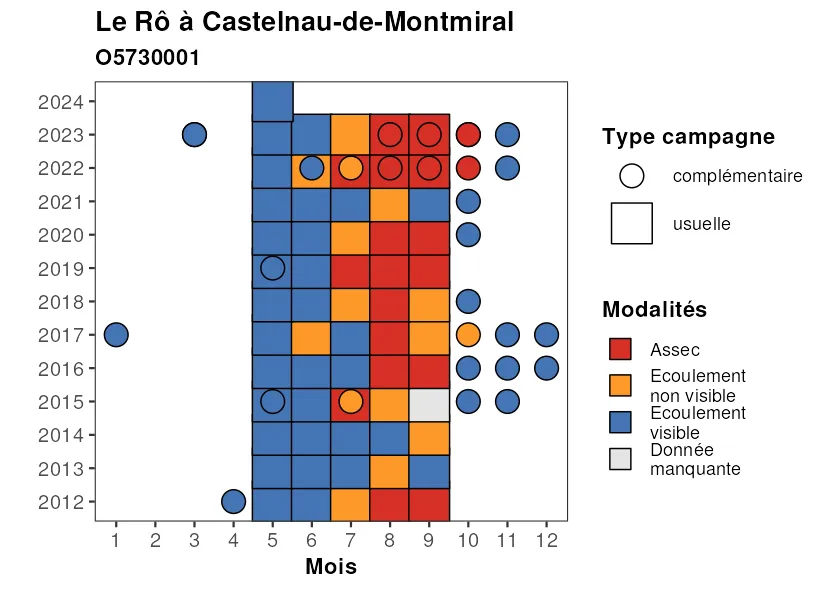 Le Rô à Castelnau-de-Montmiral
O5730001
2024
2023
2022
2021
2020
2019
2018
2017
2016
2015
2014
2013
2012
1 2 3 4 5 6 7 8 9 10 11 12
Mois
Type campagne
complémentaire
usuelle
Modalités
Assec
Ecoulement
non visible
Ecoulement
visible
Donnée
manquante